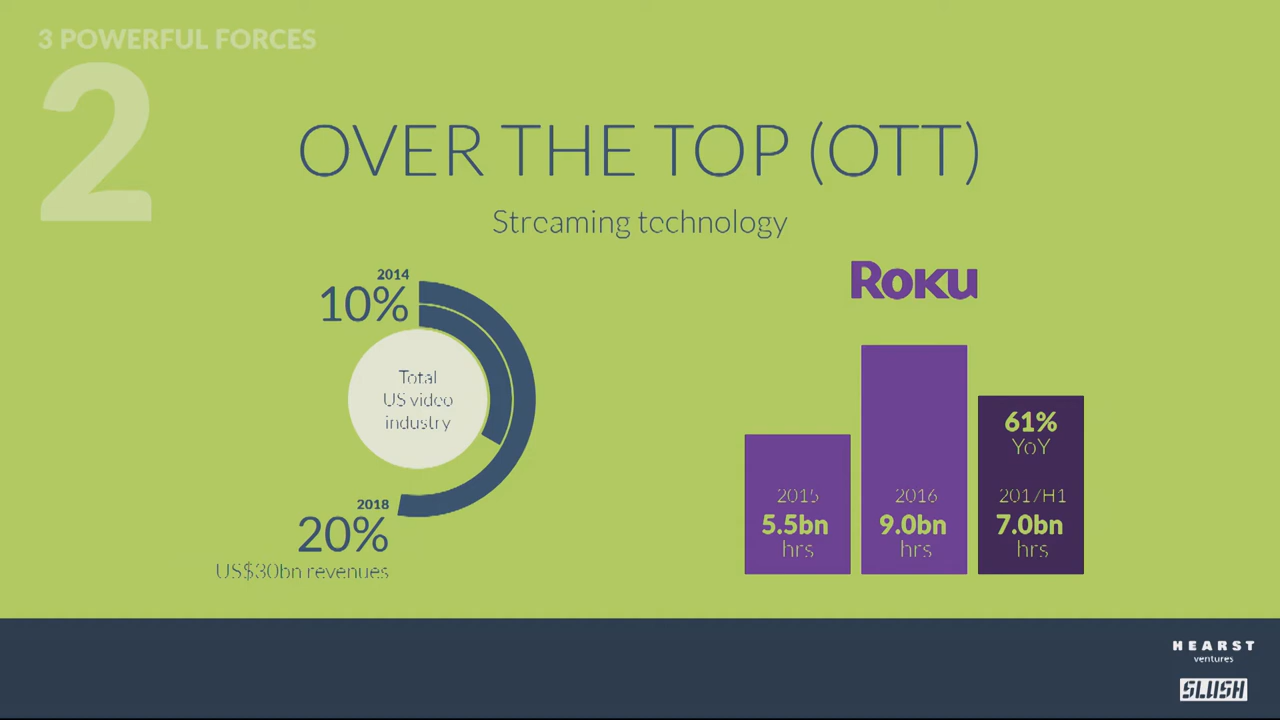 3 POWERFUL FORCES
2
OVER THE TOP (OTT)
Streaming technology
2014
10%
Total
US video
industry
2018
20%
US$30bn revenues
ROKU
61%
YoY
2015
5.5bn
hrs
2016
9.0bn
hrs
2017H1
7.0bn
hrs
HEARST
ventures
SLUSH